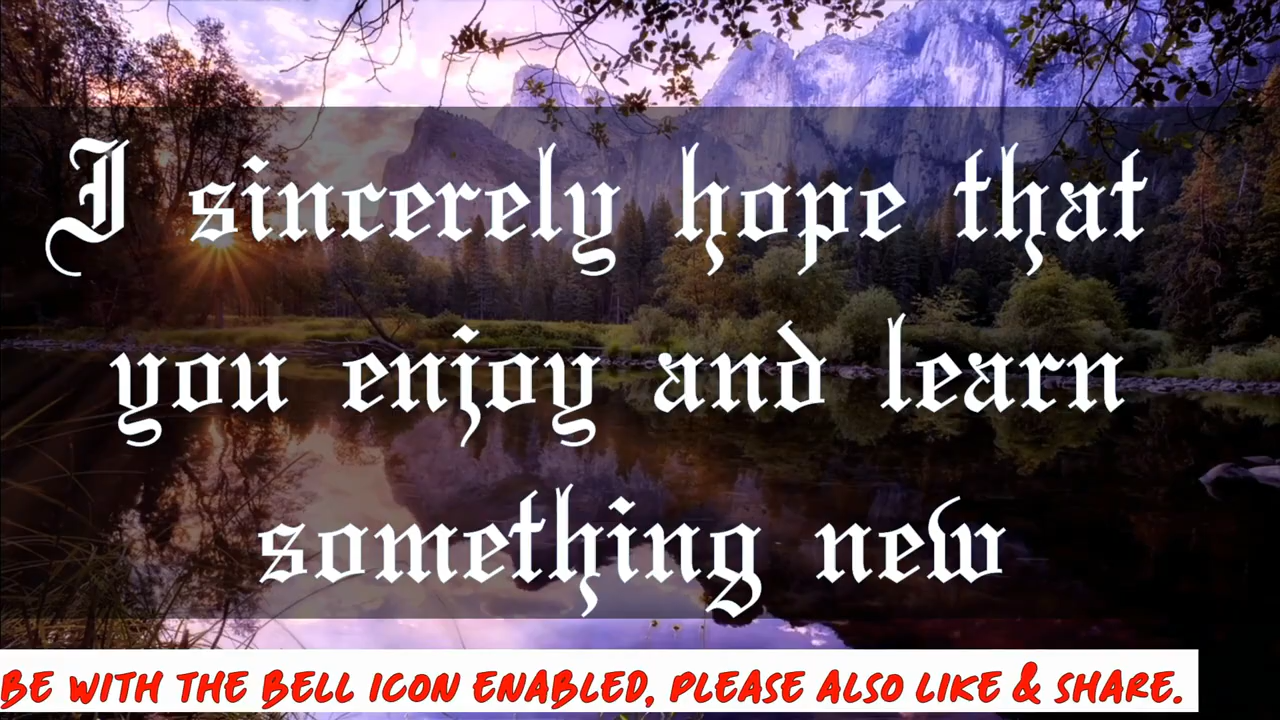 I sincerely hope that
you enjoy and learn
something new
BE WITH THE BELL ICON ENABLED, PLEASE ALSO LIKE & SHARE.